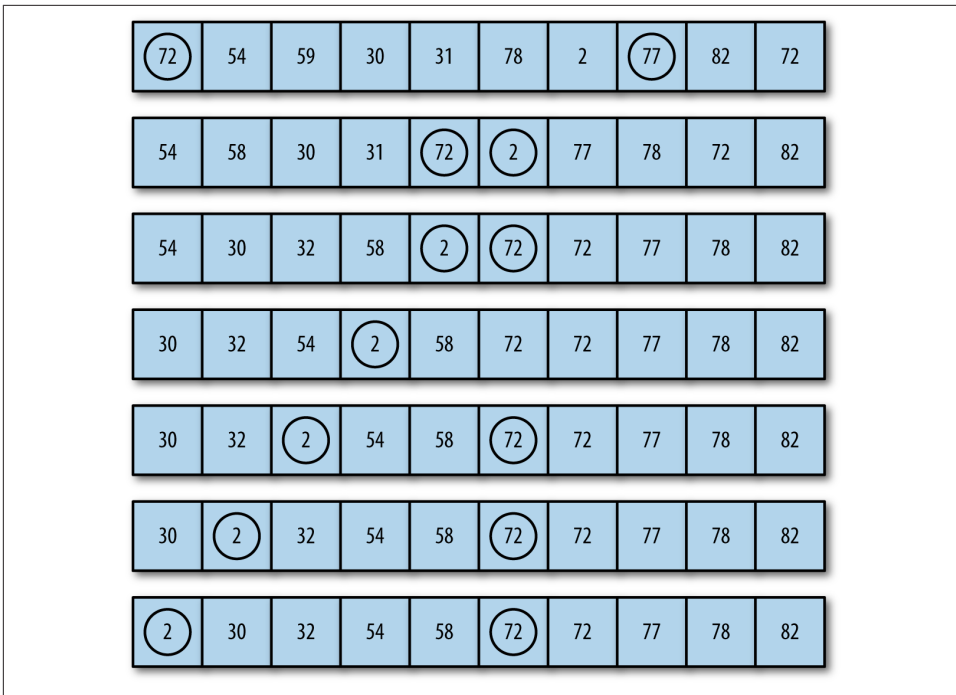 72 54 59 30 31 78 2 77 82 72
54 58 30 31 72 2 77 78 72 82
54 30 32 58 2 72 72 77 78 82
30 32 54 2 58 72 72 77 78 82
30 32 2 54 58 72 72 77 78 82
30 2 32 54 58 72 72 77 78 82
2 30 32 54 58 72 72 77 78 82